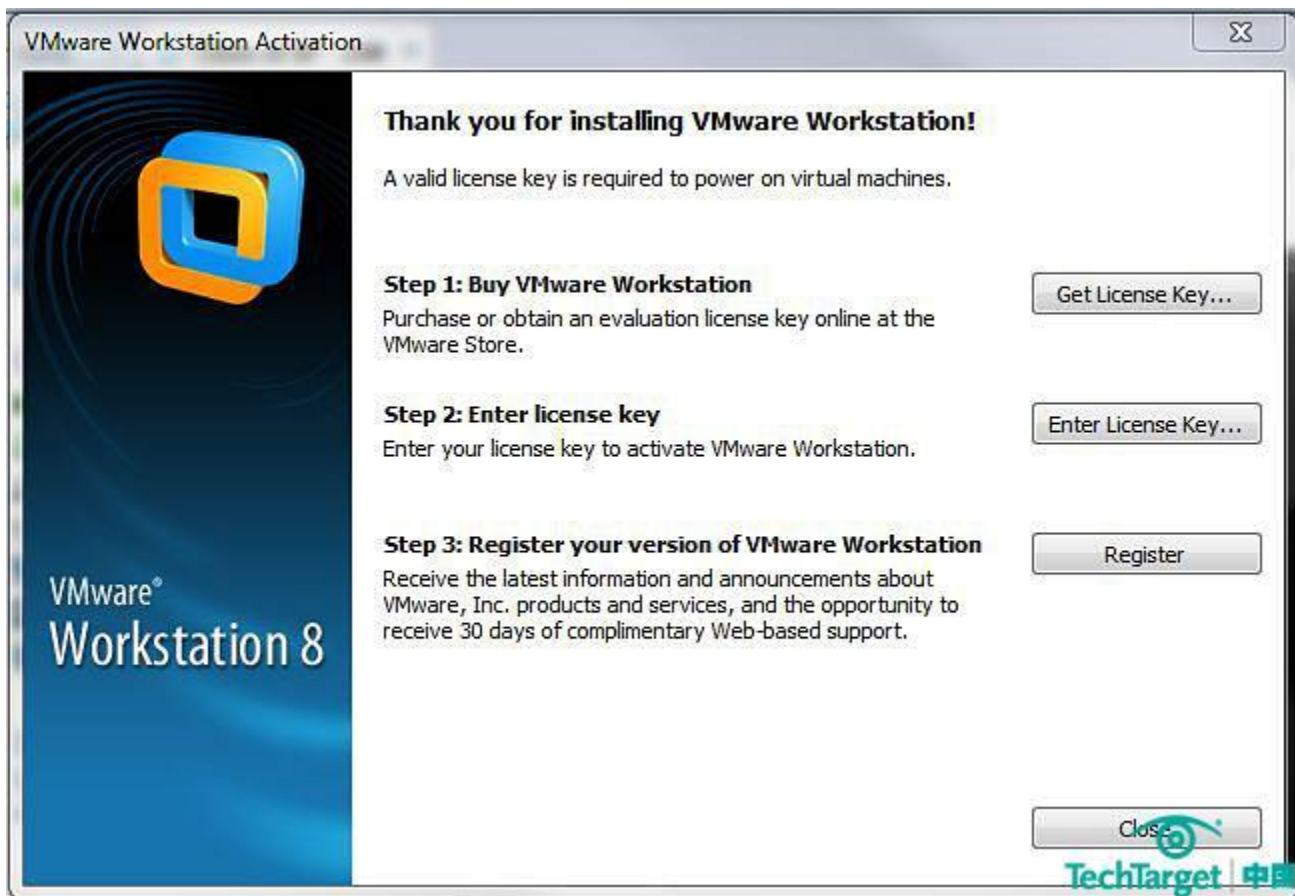 VMware Workstation Activation
Thank you for installing VMware Workstation!
A valid license key is required to power on virtual machines.
Step 1: Buy VMware Workstation
Purchase or obtain an evaluation license key online at the
VMware Store.
Get License Key...
Step 2: Enter license key
Enter your license key to activate VMware Workstation.
Enter License Key...
Step 3: Register your version of VMware Workstation
Receive the latest information and announcements about
VMware, Inc. products and services, and the opportunity to
receive 30 days of complimentary Web-based support.
Register
VMware®
Workstation 8
Close
TechTarget | 中国